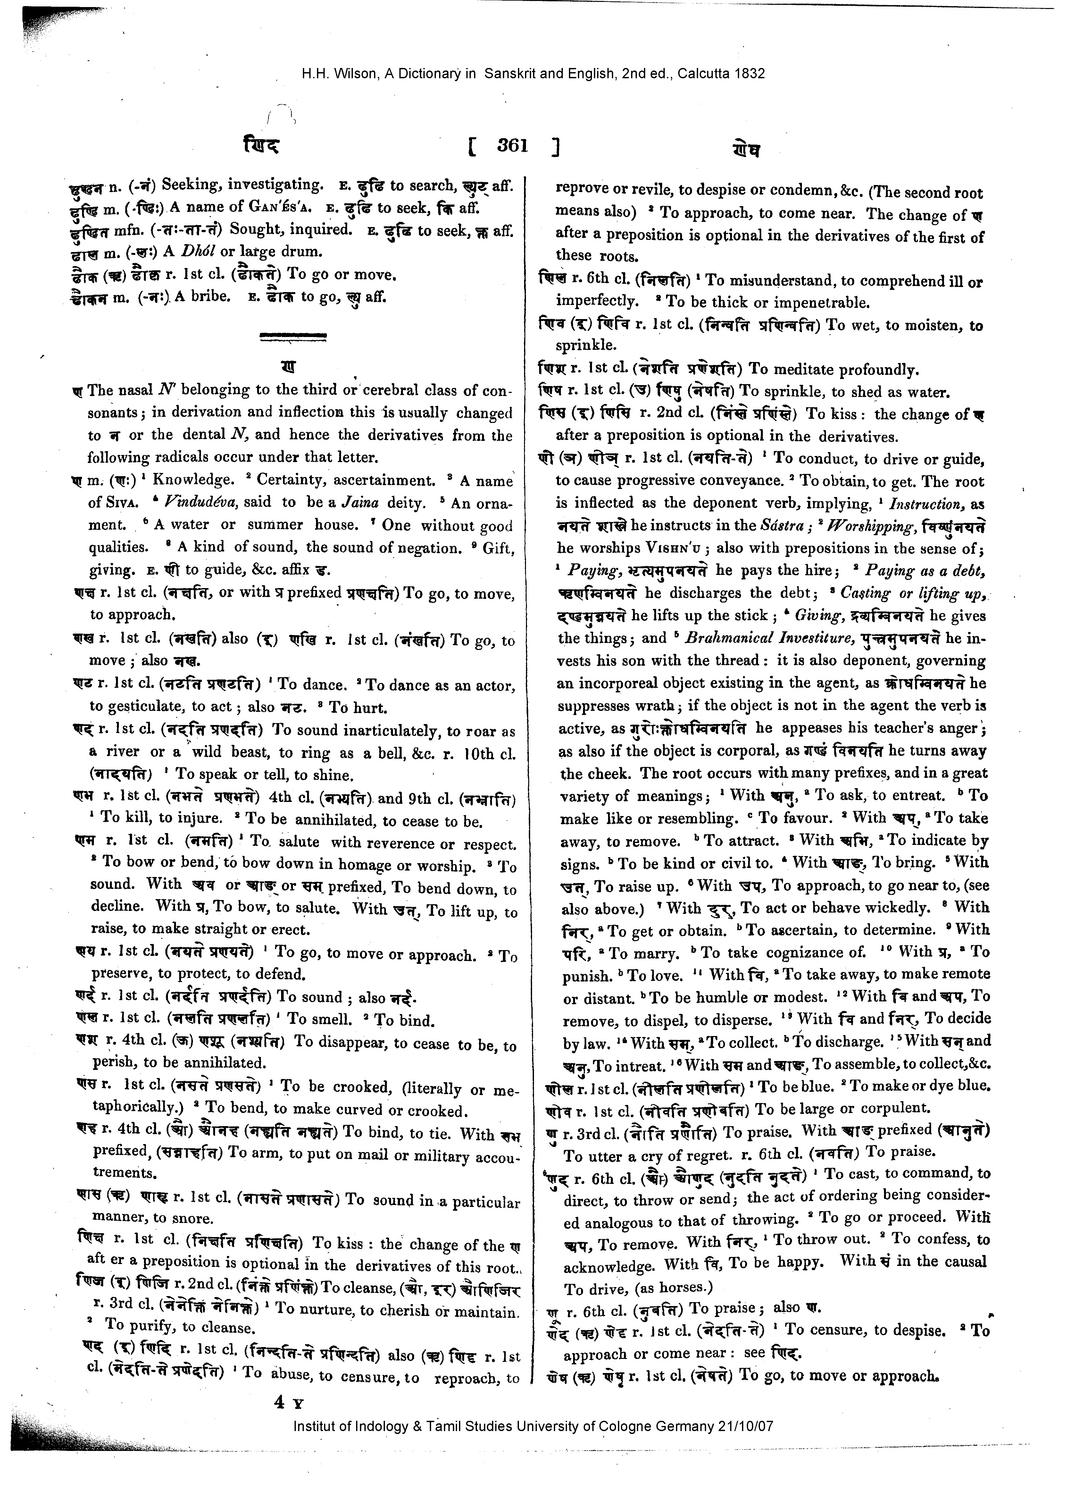 H.H. Wilson, A Dictionary in Sanskrit and English, 2nd ed., Calcutta 1832
णिद [ 361 ] णेष
ढुण्ढन n. (-नं) Seeking, investigating. E. ढुढि to search, ल्युट् aff.
ढुण्ढि m. (-ण्ढिः) A name of GAN'ÉS'A. E. ढुढि to seek, कि aff.
ढुण्ढित mfn. (-तः-ता-तं) Sought, inquired. E. ढुढि to seek, क्त aff.
ढोल m. (-लः) A Dhól or large drum.
ढौक (ऋ) ढौकृ r. 1st cl. (ढौकते) To go or move.
ढौकन m. (-नः) A bribe. E. ढौक to go, ल्यु aff.
ण
ण The nasal N' belonging to the third or cerebral class of con-
sonants; in derivation and inflection this is usually changed
to न or the dental N, and hence the derivatives from the
following radicals occur under that letter.
ण m. (णः) ¹ Knowledge. ² Certainty, ascertainment. ³ A name
of SIVA. ⁴ Vindudéva, said to be a Jaina deity. ⁵ An orna-
ment. ⁶ A water or summer house. ⁷ One without good
qualities. ⁸ A kind of sound, the sound of negation. ⁹ Gift,
giving. E. णी to guide, &c. affix ड.
णच r. 1st cl. (नचति, or with प्र prefixed प्रणचति) To go, to move,
to approach.
णख r. 1st cl. (नखति) also (इ) णखि r. 1st cl. (नंखति) To go, to
move; also नख.
णट r. 1st cl. (नटति प्रणटति) ¹ To dance. ² To dance as an actor,
to gesticulate, to act; also नट. ³ To hurt.
णद r. 1st cl. (नदति प्रणदति) To sound inarticulately, to roar as
a river or a wild beast, to ring as a bell, &c. r. 10th cl.
(नादयति) ¹ To speak or tell, to shine.
णभ r. 1st cl. (नभते प्रणभते) 4th cl. (नभ्यति) and 9th cl. (नभ्नाति)
¹ To kill, to injure. ² To be annihilated, to cease to be.
णम r. 1st cl. (नमति) ¹ To salute with reverence or respect.
² To bow or bend, to bow down in homage or worship. ³ To
sound. With अव or आङ् or सम् prefixed, To bend down, to
decline. With प्र, To bow, to salute. With उत्, To lift up, to
raise, to make straight or erect.
णय r. 1st cl. (नयते प्रणयते) ¹ To go, to move or approach. ² To
preserve, to protect, to defend.
णर्द r. 1st cl. (नर्दति प्रणर्दति) To sound; also नर्द.
णल r. 1st cl. (नलति प्रणलति) ¹ To smell. ² To bind.
णश r. 4th cl. (ऊ) णशू (नश्यति) To disappear, to cease to be, to
perish, to be annihilated.
णस r. 1st cl. (नसते प्रणसते) ¹ To be crooked, (literally or me-
taphorically.) ² To bend, to make curved or crooked.
णह r. 4th cl. (औ) औनह (नह्यति नह्यते) To bind, to tie. With सम
prefixed, (सन्नाहति) To arm, to put on mail or military accou-
trements.
णास (ऋ) णासृ r. 1st cl. (नासते प्रणासते) To sound in a particular
manner, to snore.
णिच r. 1st cl. (निचति प्रणिचति) To kiss : the change of the ण
aft er a preposition is optional in the derivatives of this root.
णिज (इ) णिजि r. 2nd cl. (निंक्ते प्रणिंक्ते) To cleanse, (औ, इर) औणिजिर
r. 3rd cl. (नेनेक्ति नेनिक्ते) ¹ To nurture, to cherish or maintain.
² To purify, to cleanse.
णद (इ) णिदि r. 1st cl. (निन्दति-ते प्रणिन्दति) also (ऋ) णिदृ r. 1st
cl. (नेदति-ते प्रणेदति) ¹ To abuse, to censure, to reproach, to
reprove or revile, to despise or condemn, &c. (The second root
means also) ² To approach, to come near. The change of ण
after a preposition is optional in the derivatives of the first of
these roots.
णिल r. 6th cl. (निलति) ¹ To misunderstand, to comprehend ill or
imperfectly. ² To be thick or impenetrable.
णिव (इ) णिवि r. 1st cl. (निन्वति प्रणिन्वति) To wet, to moisten, to
sprinkle.
णिश r. 1st cl. (नेशति प्रणेशति) To meditate profoundly.
णिष r. 1st cl. (उ) णिषु (नेषति) To sprinkle, to shed as water.
णिस (इ) णिसि r. 2nd cl. (निंस्ते प्रणिंस्ते) To kiss : the change of ण
after a preposition is optional in the derivatives.
णी (ञ) णीञ् r. 1st cl. (नयति-ते) ¹ To conduct, to drive or guide,
to cause progressive conveyance. ² To obtain, to get. The root
is inflected as the deponent verb, implying, ¹ Instruction, as
नयते शास्त्रे he instructs in the Sástra; ² Worshipping, विष्णुंनयते
he worships VISHN'U; also with prepositions in the sense of;
¹ Paying, भृत्यमुपनयते he pays the hire; ² Paying as a debt,
ऋणम्विनयते he discharges the debt; ³ Casting or lifting up,
दण्डमुन्नयते he lifts up the stick; ⁴ Giving, द्रव्यम्विनयते he gives
the things; and ⁵ Brahmanical Investiture, पुत्त्रमुपनयते he in-
vests his son with the thread : it is also deponent, governing
an incorporeal object existing in the agent, as क्रोधम्विनयते he
suppresses wrath; if the object is not in the agent the verb is
active, as गुरोःक्रोधम्विनयति he appeases his teacher's anger;
as also if the object is corporal, as गण्डं विनयति he turns away
the cheek. The root occurs with many prefixes, and in a great
variety of meanings; ¹ With अनु, ᵃ To ask, to entreat. ᵇ To
make like or resembling. ᶜ To favour. ² With अप, ᵃ To take
away, to remove. ᵇ To attract. ³ With अभि, ᵃ To indicate by
signs. ᵇ To be kind or civil to. ⁴ With आङ्, To bring. ⁵ With
उत्, To raise up. ⁶ With उप, To approach, to go near to, (see
also above.) ⁷ With दुर्, To act or behave wickedly. ⁸ With
निर्, ᵃ To get or obtain. ᵇ To ascertain, to determine. ⁹ With
परि, ᵃ To marry. ᵇ To take cognizance of. ¹⁰ With प्र, ᵃ To
punish. ᵇ To love. ¹¹ With वि, ᵃ To take away, to make remote
or distant. ᵇ To be humble or modest. ¹² With वि and अप, To
remove, to dispel, to disperse. ¹³ With वि and निर्, To decide
by law. ¹⁴ With सम्, ᵃ To collect. ᵇ To discharge. ¹⁵ With सन् and
अनु, To intreat. ¹⁶ With सम and आङ्, To assemble, to collect, &c.
णील r. 1st cl. (नीलति प्रणीलति) ¹ To be blue. ² To make or dye blue.
णीव r. 1st cl. (नीवति प्रणीवति) To be large or corpulent.
णु r. 3rd cl. (नौति प्रणौति) To praise. With आङ् prefixed (आनुते)
To utter a cry of regret. r. 6th cl. (नवति) To praise.
णुद r. 6th cl. (औ) औणुद (नुदति नुदते) ¹ To cast, to command, to
direct, to throw or send; the act of ordering being consider-
ed analogous to that of throwing. ² To go or proceed. With
अप, To remove. With निर्, ¹ To throw out. ² To confess, to
acknowledge. With वि, To be happy. With सं in the causal
To drive, (as horses.)
णू r. 6th cl. (नुवति) To praise; also णु.
णेद (ऋ) णेदृ r. 1st cl. (नेदति-ते) ¹ To censure, to despise. ² To
approach or come near : see णिद्.
णेष (ऋ) णेषृ r. 1st cl. (नेषते) To go, to move or approach.
4 Y
Institut of Indology & Tamil Studies University of Cologne Germany 21/10/07